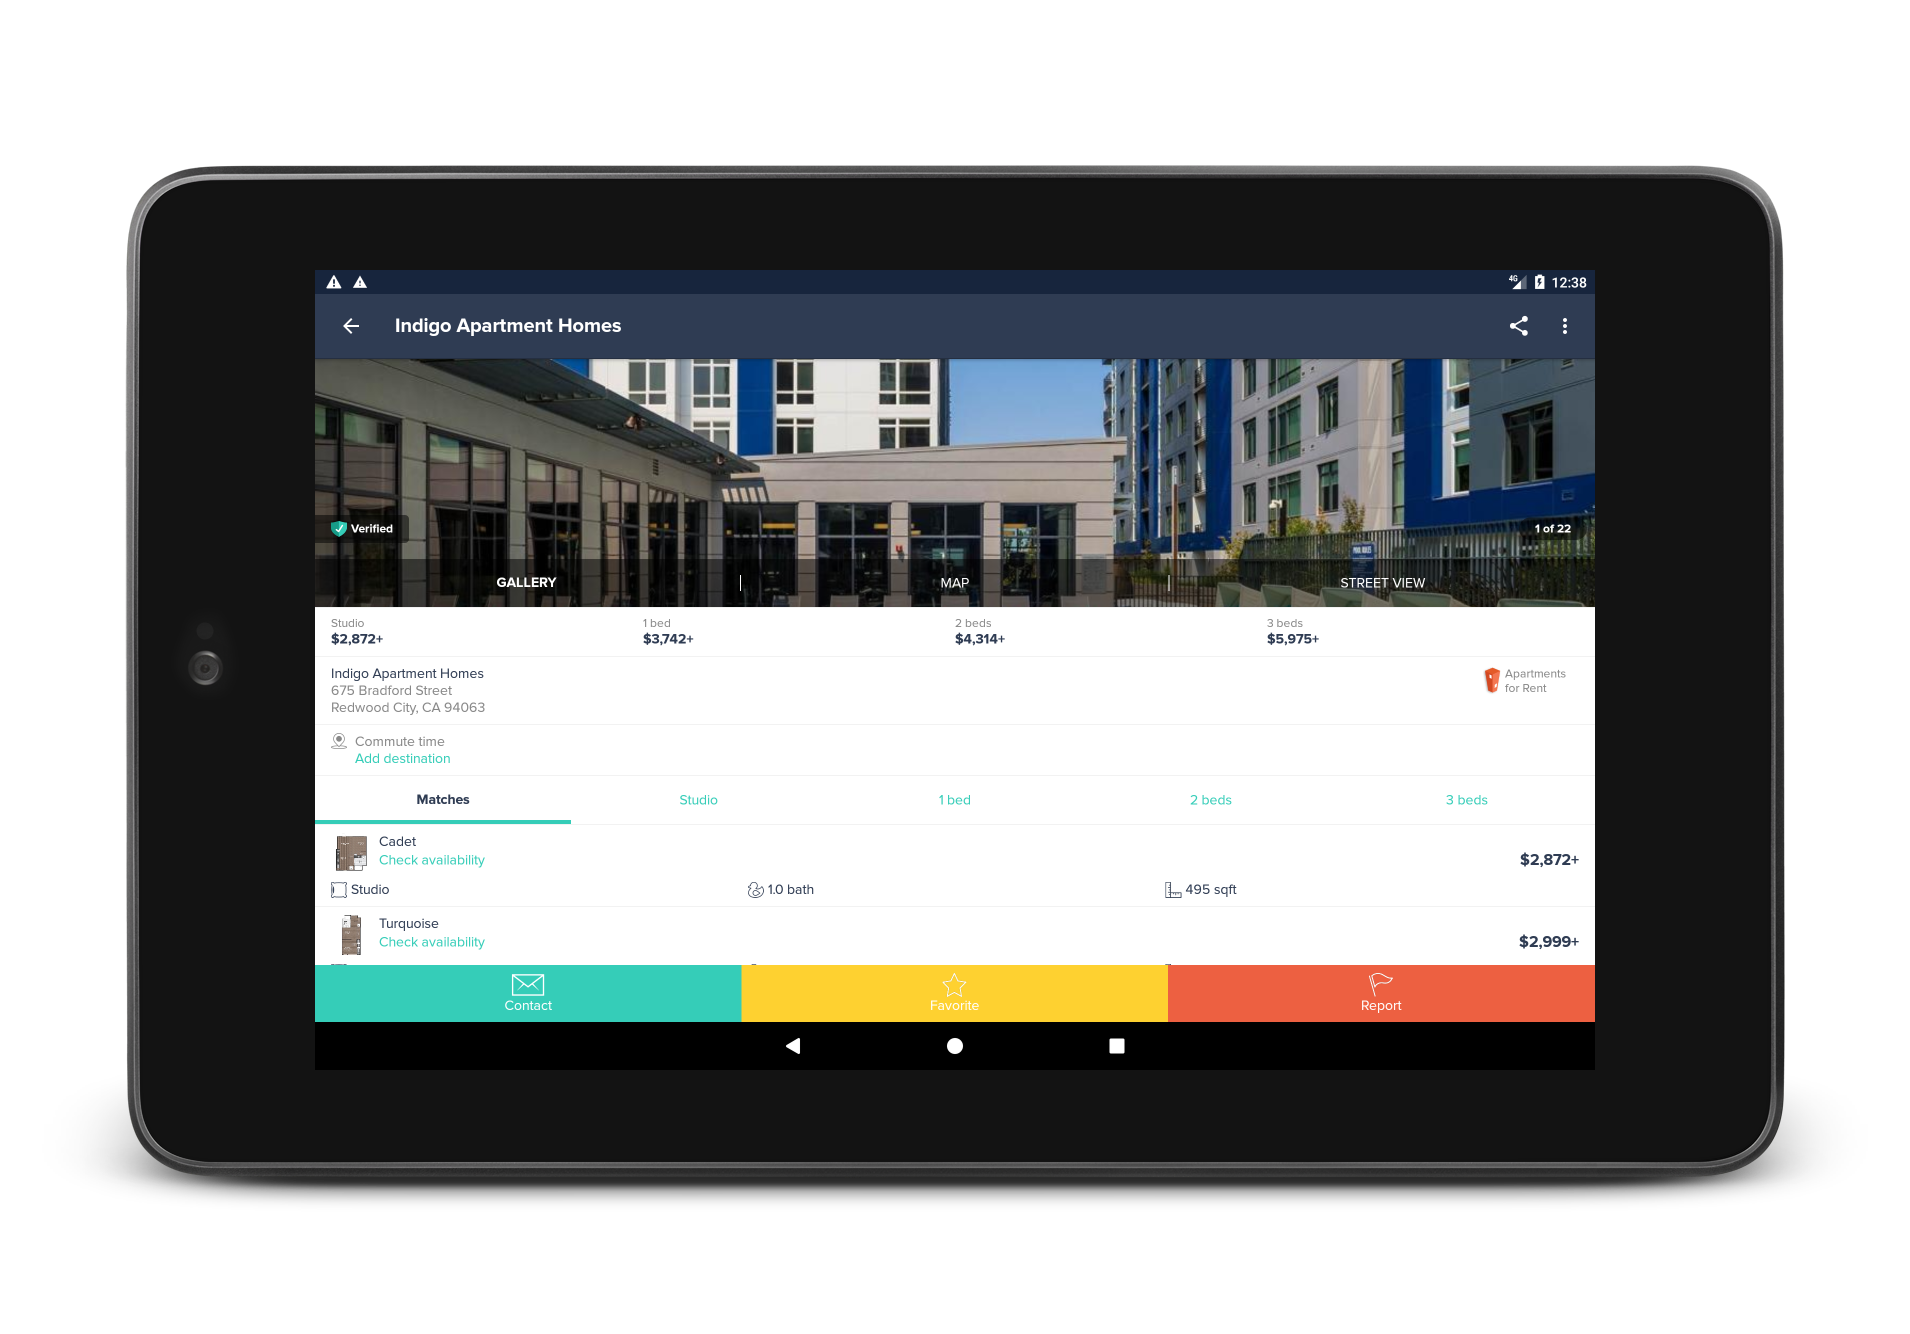 4G 12:38
Indigo Apartment Homes
Verified
1 of 22
GALLERY | MAP | STREET VIEW
Studio 1 bed 2 beds 3 beds
$2,872+ $3,742+ $4,314+ $5,975+
Indigo Apartment Homes
675 Bradford Street
Redwood City, CA 94063
Apartments
for Rent
Commute time
Add destination
Matches Studio 1 bed 2 beds 3 beds
Cadet
Check availability $2,872+
Studio 1.0 bath 495 sqft
Turquoise
Check availability $2,999+
Contact Favorite Report